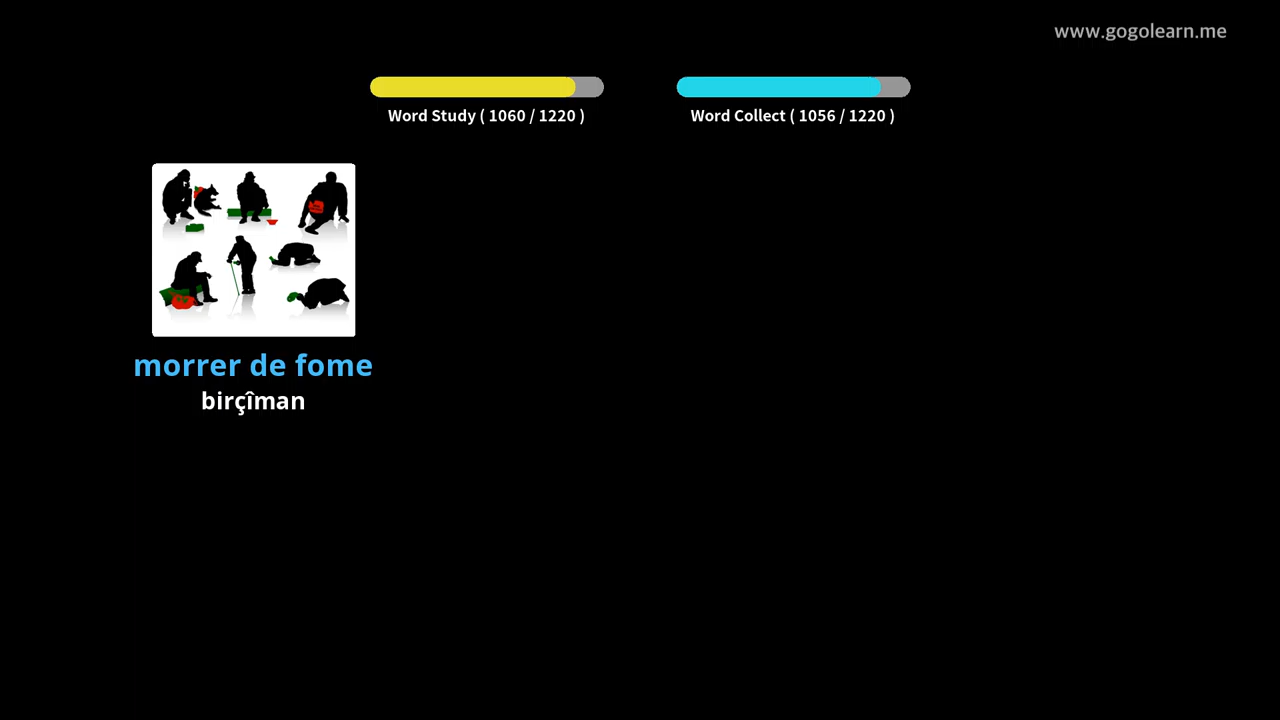 www.gogolearn.me
Word Study ( 1060 / 1220 )
Word Collect ( 1056 / 1220 )
morrer de fome
birçîman